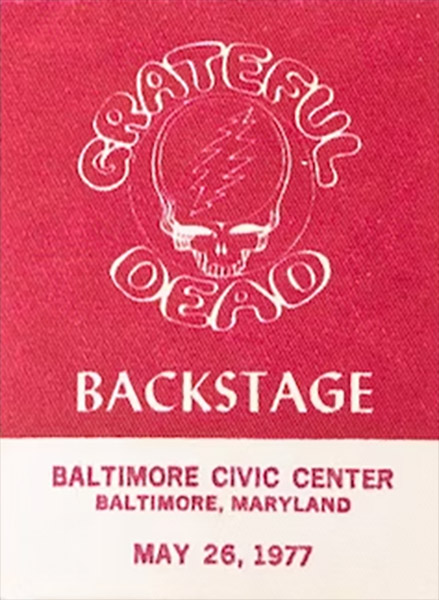 GRATEFUL
DEAD
BACKSTAGE
BALTIMORE CIVIC CENTER
BALTIMORE, MARYLAND
MAY 26, 1977